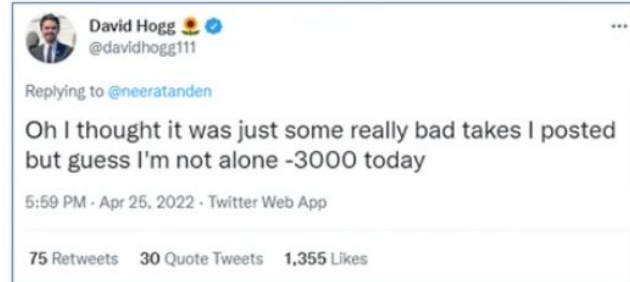 David Hogg 🌻
@davidhogg111
Replying to @neeratanden
Oh I thought it was just some really bad takes I posted
but guess I'm not alone -3000 today
5:59 PM · Apr 25, 2022 · Twitter Web App
75 Retweets 30 Quote Tweets 1,355 Likes